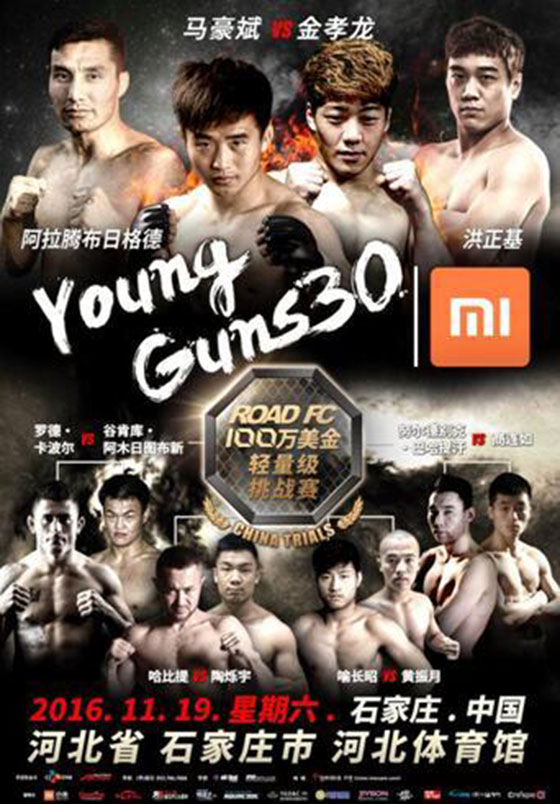 马豪斌 VS 金孝龙
阿拉腾布日格德
洪正基
Young
Guns30
mi
ROAD FC
100万美金
轻量级
挑战赛
CHINA TRIALS
罗德·
卡波尔
VS
谷肯库·
阿木日图布新
·巴哈提汗
VS
哈比提 VS 陶烁宇
喻长昭 VS 黄振月
2016. 11. 19. 星期六 . 石家庄 . 中国
河北省 石家庄市 河北体育馆